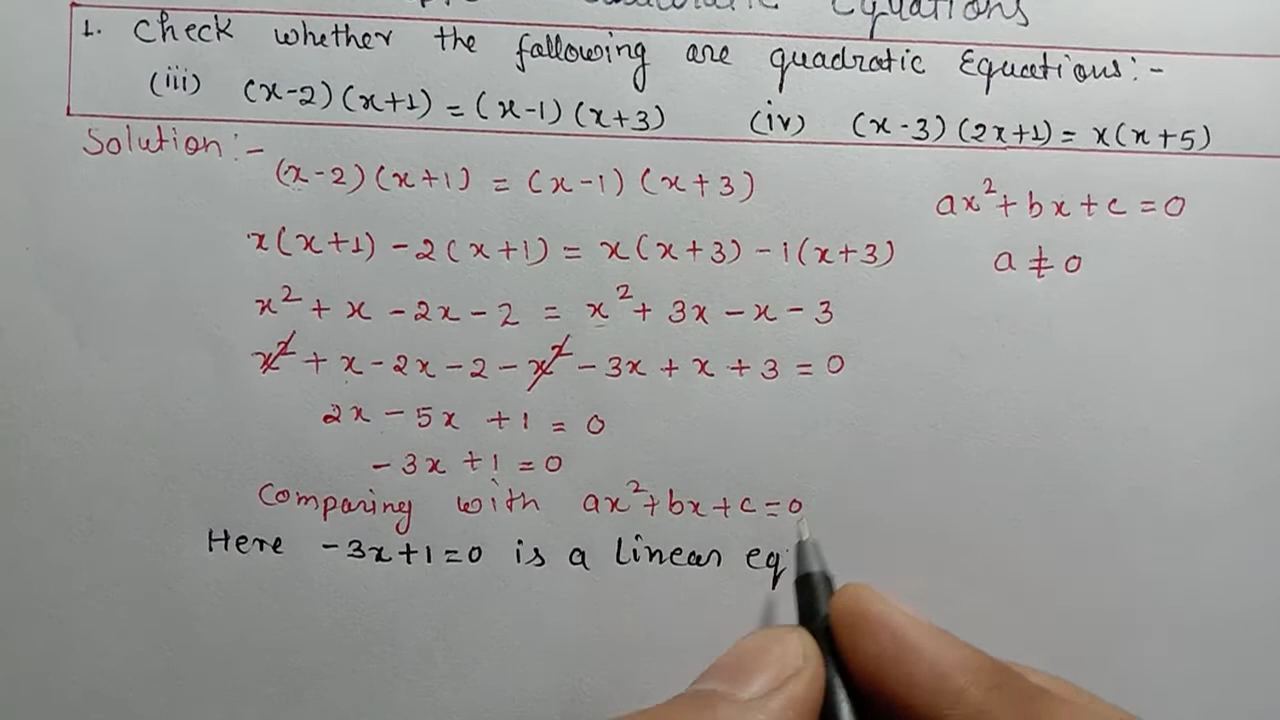 Equations
1. Check whether the following are quadratic Equations:-
(iii) (x-2)(x+1)=(x-1)(x+3) (iv) (x-3)(2x+1)=x(x+5)
Solution:-
(x-2)(x+1) = (x-1)(x+3)
ax²+bx+c=0
x(x+1) -2(x+1) = x(x+3) -1(x+3)
a≠0
x² + x - 2x - 2 = x² + 3x - x - 3
x² + x - 2x - 2 - x² - 3x + x + 3 = 0
2x - 5x + 1 = 0
-3x + 1 = 0
Comparing with ax²+bx+c=0
Here -3x+1=0 is a linear eq